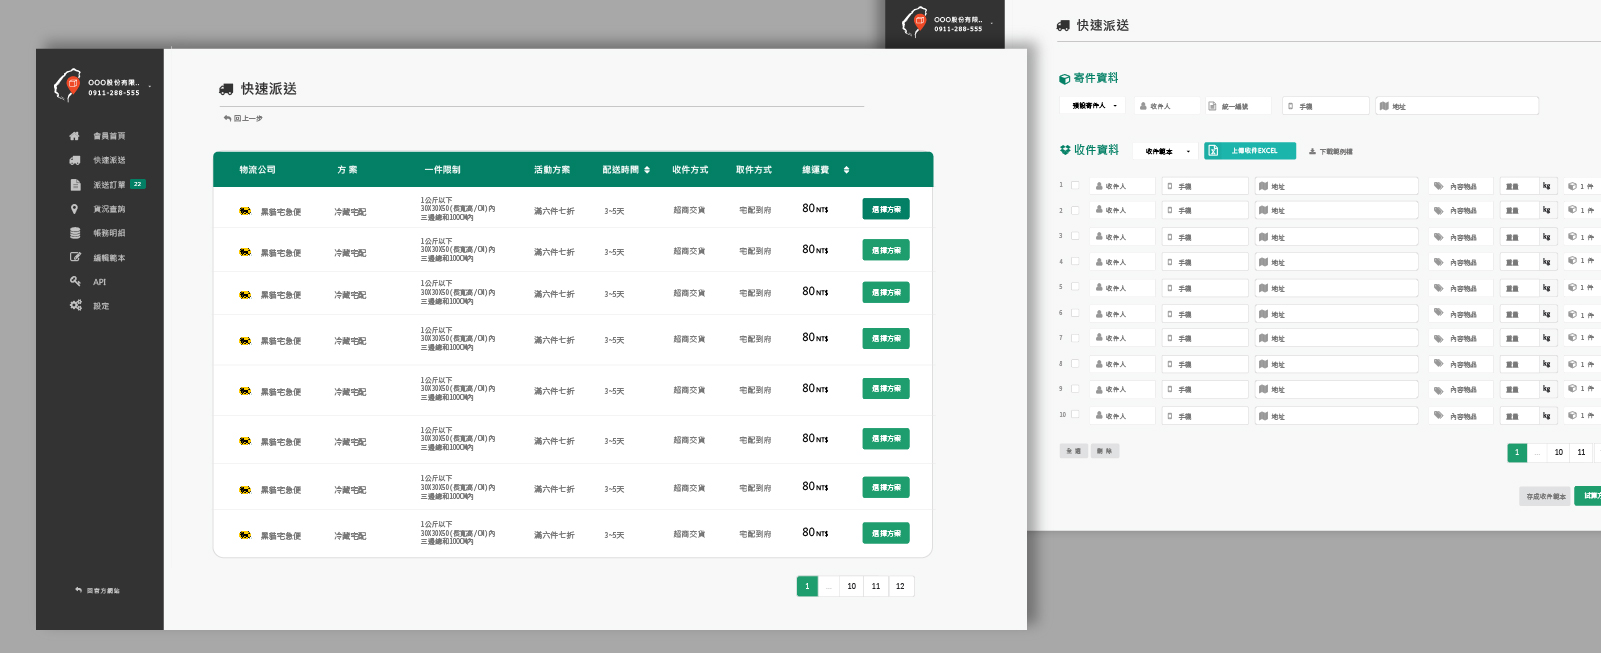 OOO股份有限..
0911-288-555
會員首頁
快速派送
派送訂單 22
貨況查詢
帳務明細
編輯範本
API
設定
回官方網站
快速派送
回上一步
物流公司 方 案 一件限制 活動方案 配送時間 收件方式 取件方式 總運費
黑貓宅急便 冷藏宅配 1公斤以下 30X30X50(長寬高/CM)內 三邊總和100CM內 滿六件七折 3~5天 超商交貨 宅配到府 80NT$ 選擇方案
黑貓宅急便 冷藏宅配 1公斤以下 30X30X50(長寬高/CM)內 三邊總和100CM內 滿六件七折 3~5天 超商交貨 宅配到府 80NT$ 選擇方案
黑貓宅急便 冷藏宅配 1公斤以下 30X30X50(長寬高/CM)內 三邊總和100CM內 滿六件七折 3~5天 超商交貨 宅配到府 80NT$ 選擇方案
黑貓宅急便 冷藏宅配 1公斤以下 30X30X50(長寬高/CM)內 三邊總和100CM內 滿六件七折 3~5天 超商交貨 宅配到府 80NT$ 選擇方案
黑貓宅急便 冷藏宅配 1公斤以下 30X30X50(長寬高/CM)內 三邊總和100CM內 滿六件七折 3~5天 超商交貨 宅配到府 80NT$ 選擇方案
黑貓宅急便 冷藏宅配 1公斤以下 30X30X50(長寬高/CM)內 三邊總和100CM內 滿六件七折 3~5天 超商交貨 宅配到府 80NT$ 選擇方案
黑貓宅急便 冷藏宅配 1公斤以下 30X30X50(長寬高/CM)內 三邊總和100CM內 滿六件七折 3~5天 超商交貨 宅配到府 80NT$ 選擇方案
黑貓宅急便 冷藏宅配 1公斤以下 30X30X50(長寬高/CM)內 三邊總和100CM內 滿六件七折 3~5天 超商交貨 宅配到府 80NT$ 選擇方案
1 ... 10 11 12
OOO股份有限..
0911-288-555
快速派送
寄件資料
預設寄件人 收件人 統一編號 手機 地址
收件資料 收件範本 上傳收件EXCEL 下載範例檔
1 收件人 手機 地址 內容物品 重量 kg 1 件
2 收件人 手機 地址 內容物品 重量 kg 1 件
3 收件人 手機 地址 內容物品 重量 kg 1 件
4 收件人 手機 地址 內容物品 重量 kg 1 件
5 收件人 手機 地址 內容物品 重量 kg 1 件
6 收件人 手機 地址 內容物品 重量 kg 1 件
7 收件人 手機 地址 內容物品 重量 kg 1 件
8 收件人 手機 地址 內容物品 重量 kg 1 件
9 收件人 手機 地址 內容物品 重量 kg 1 件
10 收件人 手機 地址 內容物品 重量 kg 1 件
全 選 刪 除
1 ... 10 11
存成收件範本 試算方